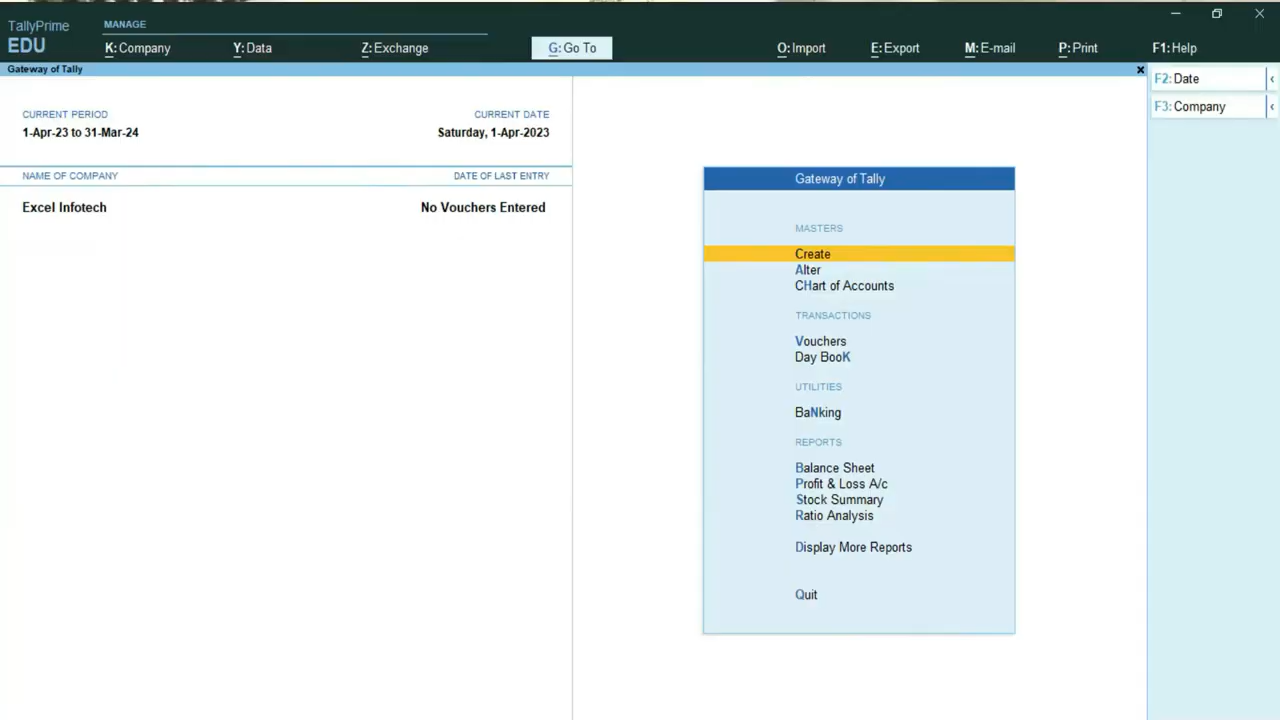 TallyPrime
EDU
MANAGE
K: Company
Y: Data
Z: Exchange
G: Go To
O: Import
E: Export
M: E-mail
P: Print
F1: Help
Gateway of Tally
x
F2: Date
F3: Company
CURRENT PERIOD
CURRENT DATE
1-Apr-23 to 31-Mar-24
Saturday, 1-Apr-2023
NAME OF COMPANY
DATE OF LAST ENTRY
Excel Infotech
No Vouchers Entered
Gateway of Tally
MASTERS
Create
Alter
CHart of Accounts
TRANSACTIONS
Vouchers
Day BooK
UTILITIES
BaNking
REPORTS
Balance Sheet
Profit & Loss A/c
Stock Summary
Ratio Analysis
Display More Reports
Quit